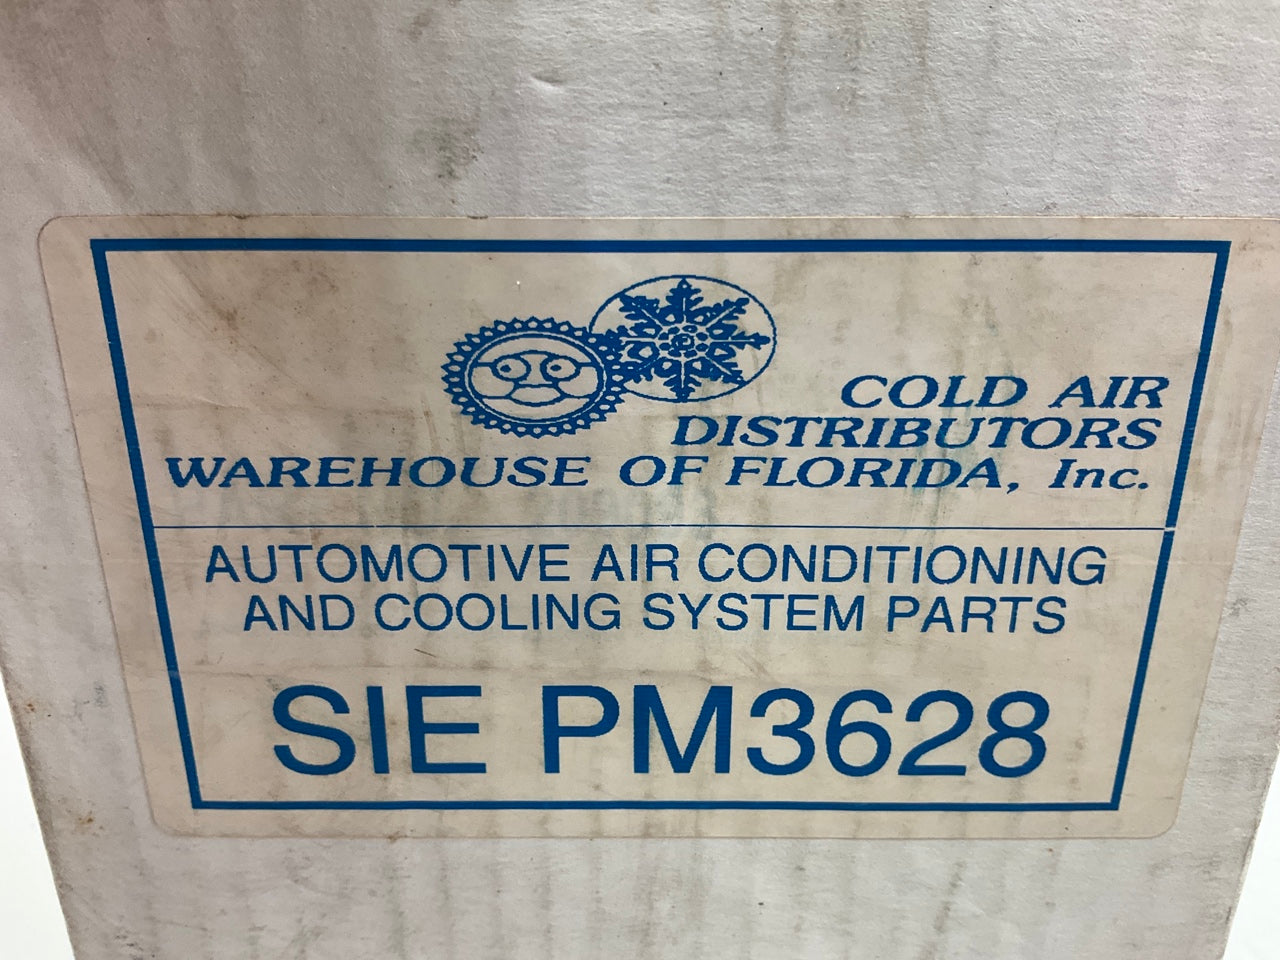 COLD AIR
DISTRIBUTORS
WAREHOUSE OF FLORIDA, Inc.
AUTOMOTIVE AIR CONDITIONING
AND COOLING SYSTEM PARTS
SIE PM3628